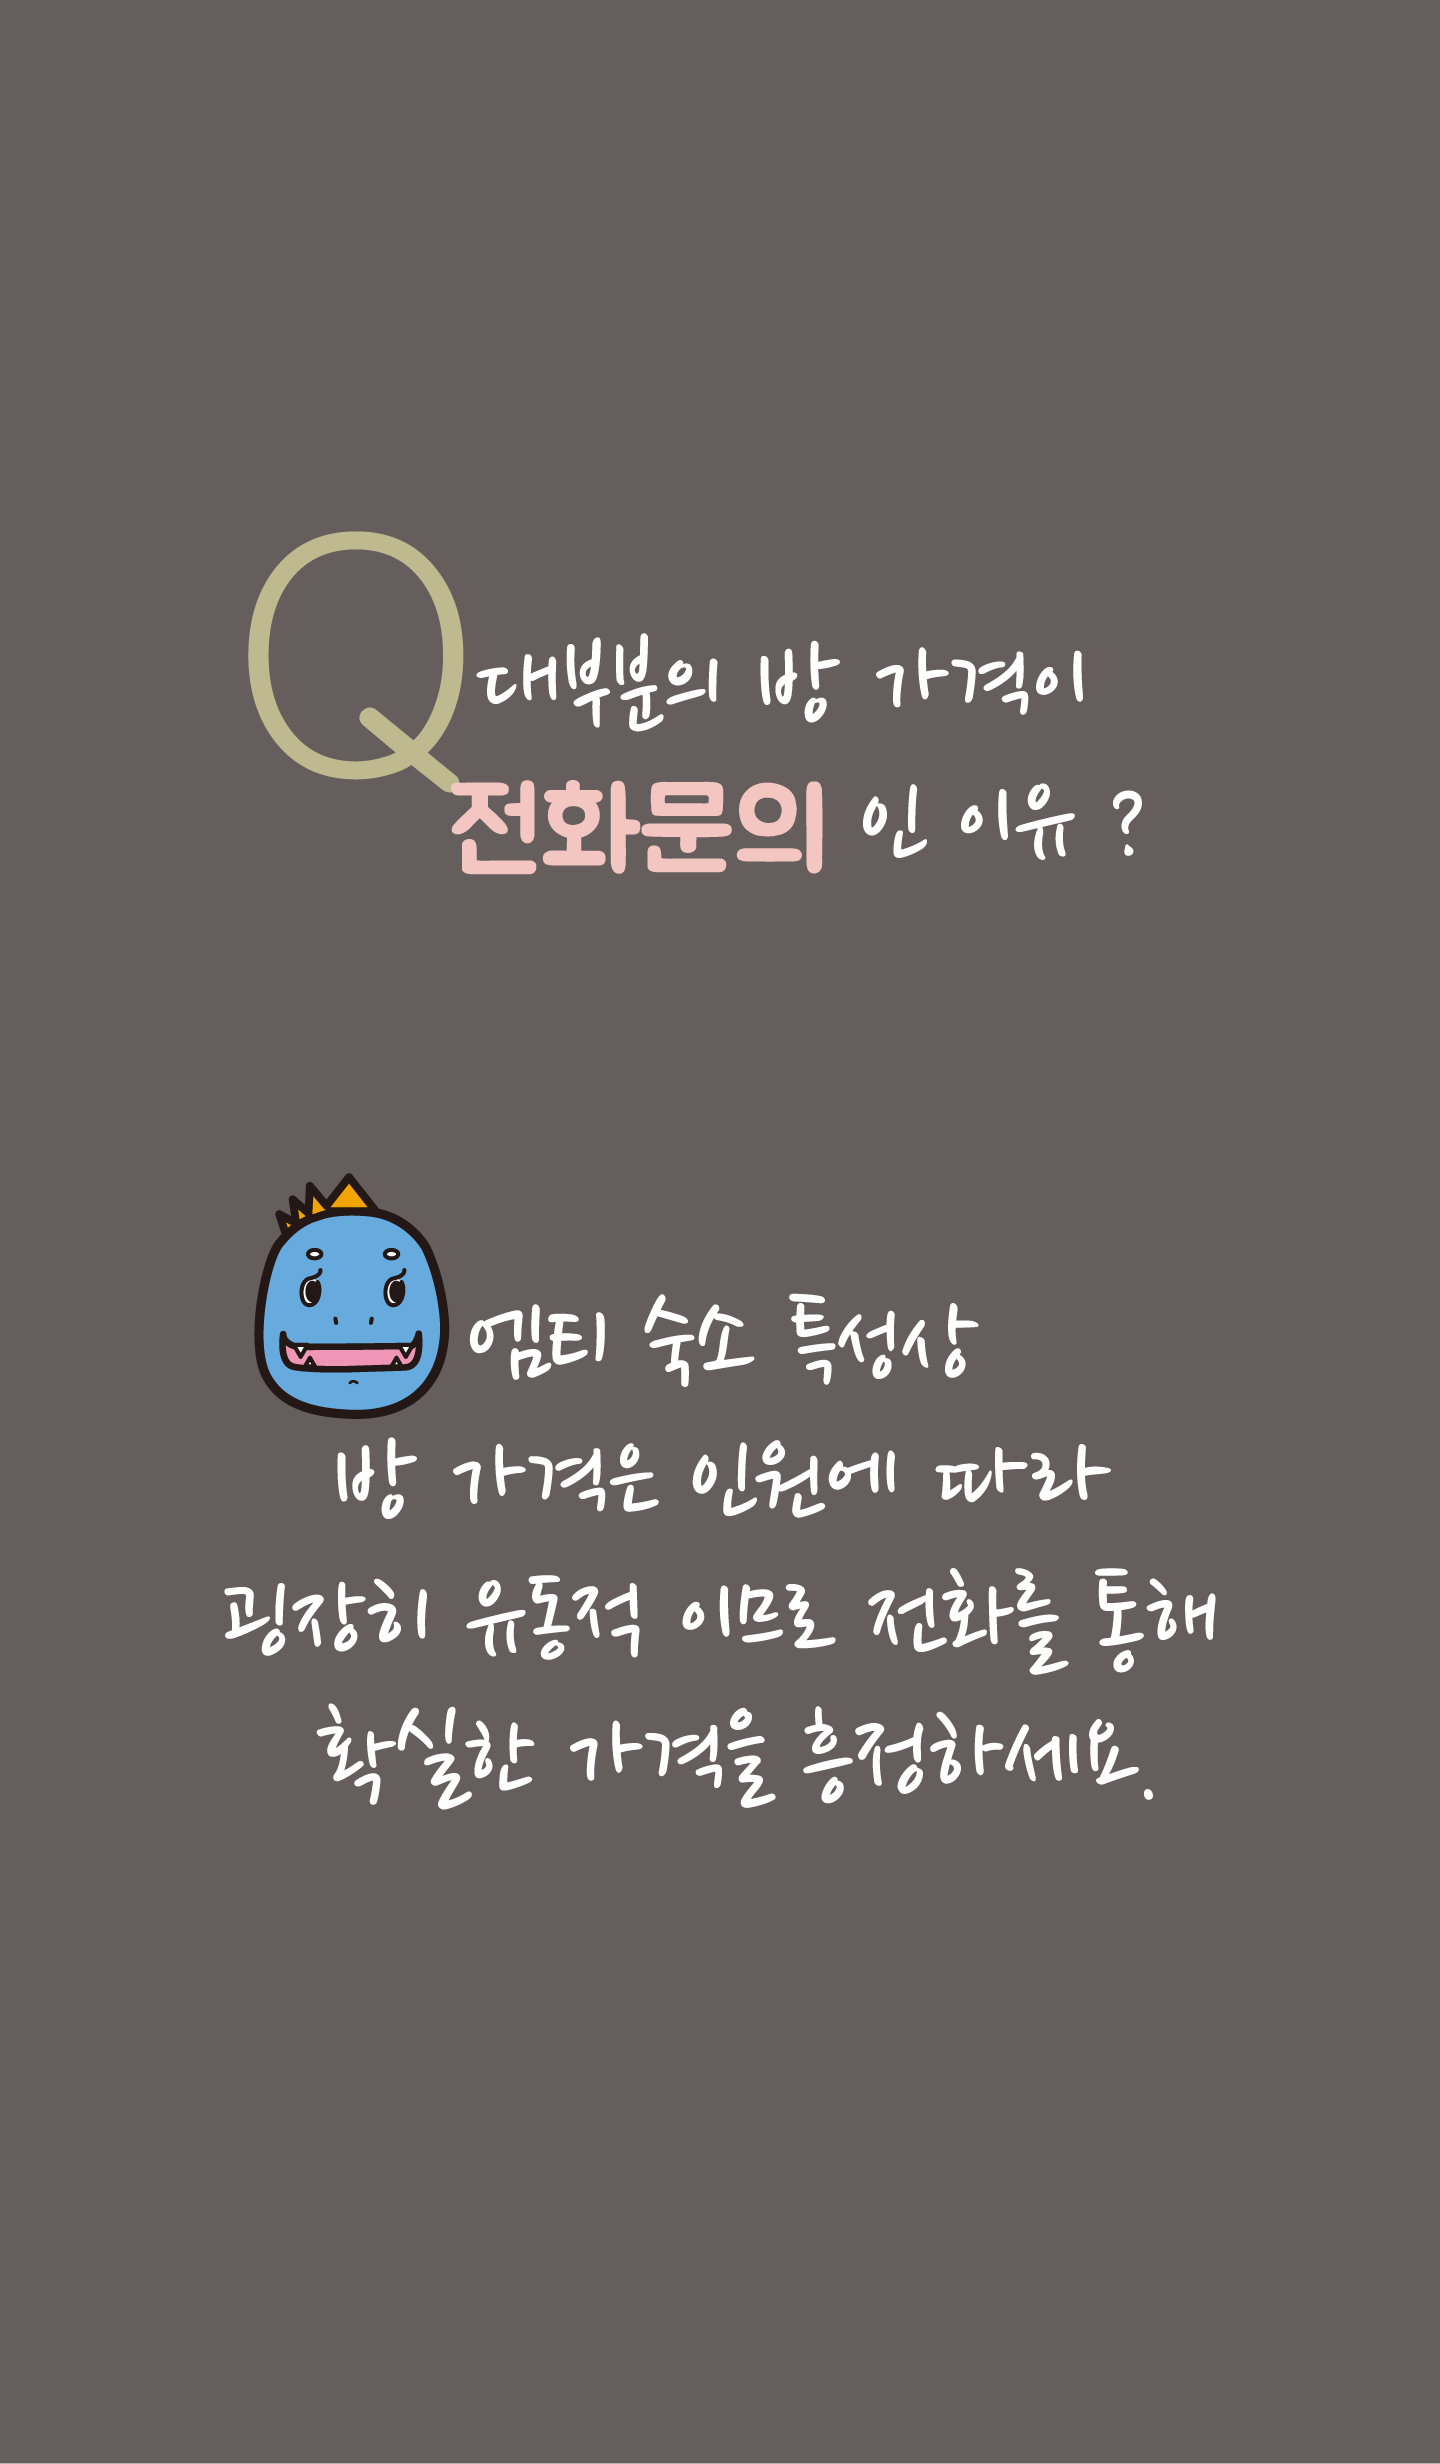 Q 대부분의 방 가격이
전화문의 인 이유 ?
엠티 숙소 특성상
방 가격은 인원에 따라
굉장히 유동적 이므로 전화를 통해
확실한 가격을 흥정하세요.